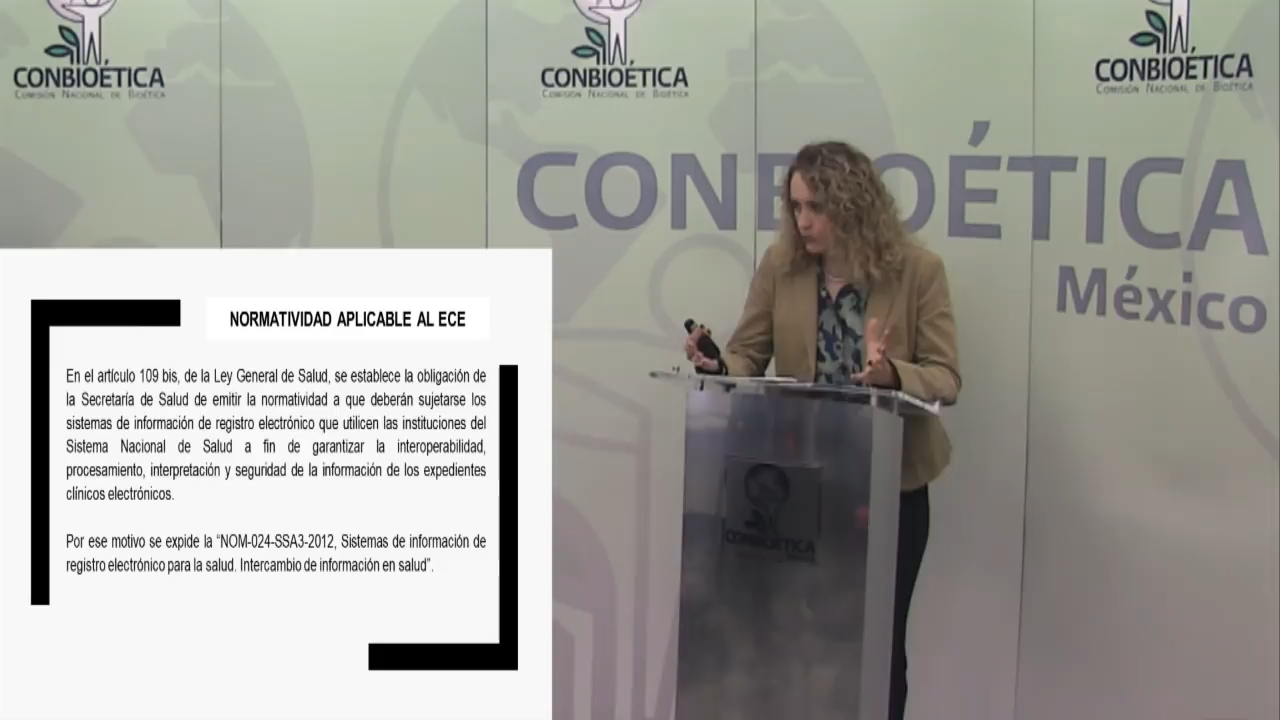 CONBIOÉTICA
COMISIÓN NACIONAL DE BIOÉTICA
CONBIOÉTICA
COMISIÓN NACIONAL DE BIOÉTICA
CONBIOÉTICA
COMISIÓN NACIONAL DE BIOÉTICA
CONB OÉTICA
México
NORMATIVIDAD APLICABLE AL ECE
En el artículo 109 bis, de la Ley General de Salud, se establece la obligación de
la Secretaría de Salud de emitir la normatividad a que deberán sujetarse los
sistemas de información de registro electrónico que utilicen las instituciones del
Sistema Nacional de Salud a fin de garantizar la interoperabilidad,
procesamiento, interpretación y seguridad de la información de los expedientes
clínicos electrónicos.
Por ese motivo se expide la “NOM-024-SSA3-2012, Sistemas de información de
registro electrónico para la salud. Intercambio de información en salud”.
CONBIOÉTICA